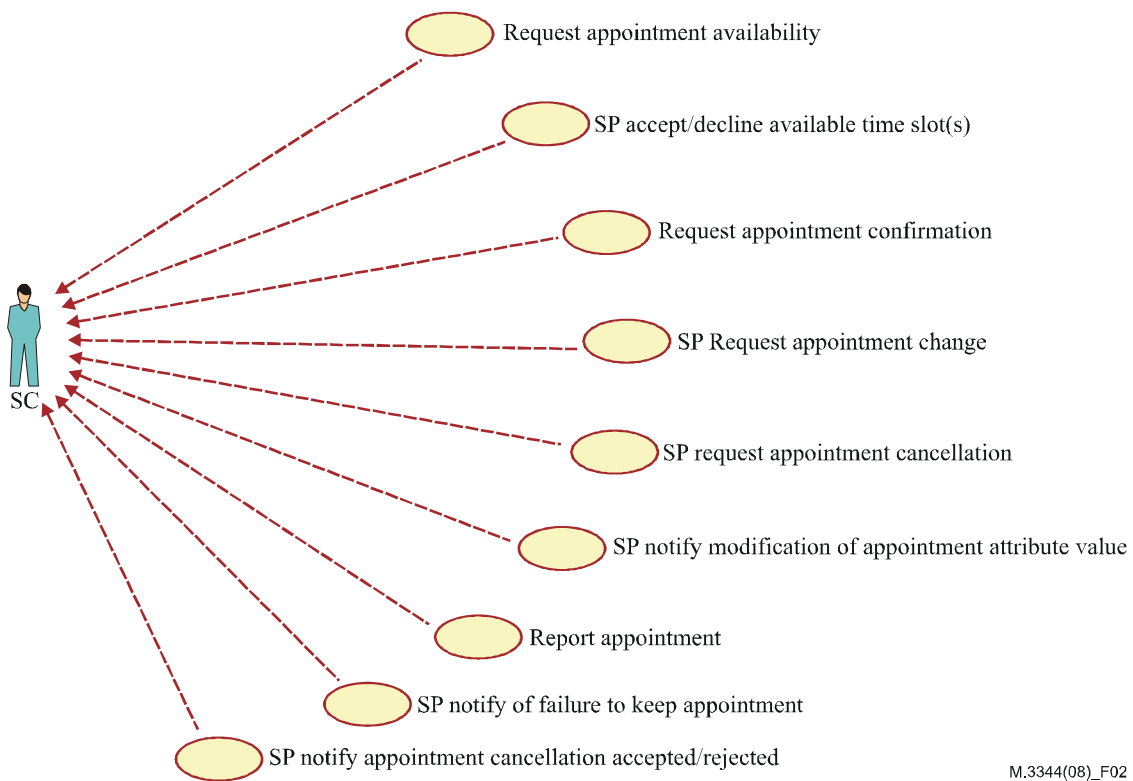 Request appointment availability
SP accept/decline available time slot(s)
Request appointment confirmation
SP Request appointment change
SC
SP request appointment cancellation
SP notify modification of appointment attribute value
Report appointment
SP notify of failure to keep appointment
SP notify appointment cancellation accepted/rejected
M.3344(08)_F02